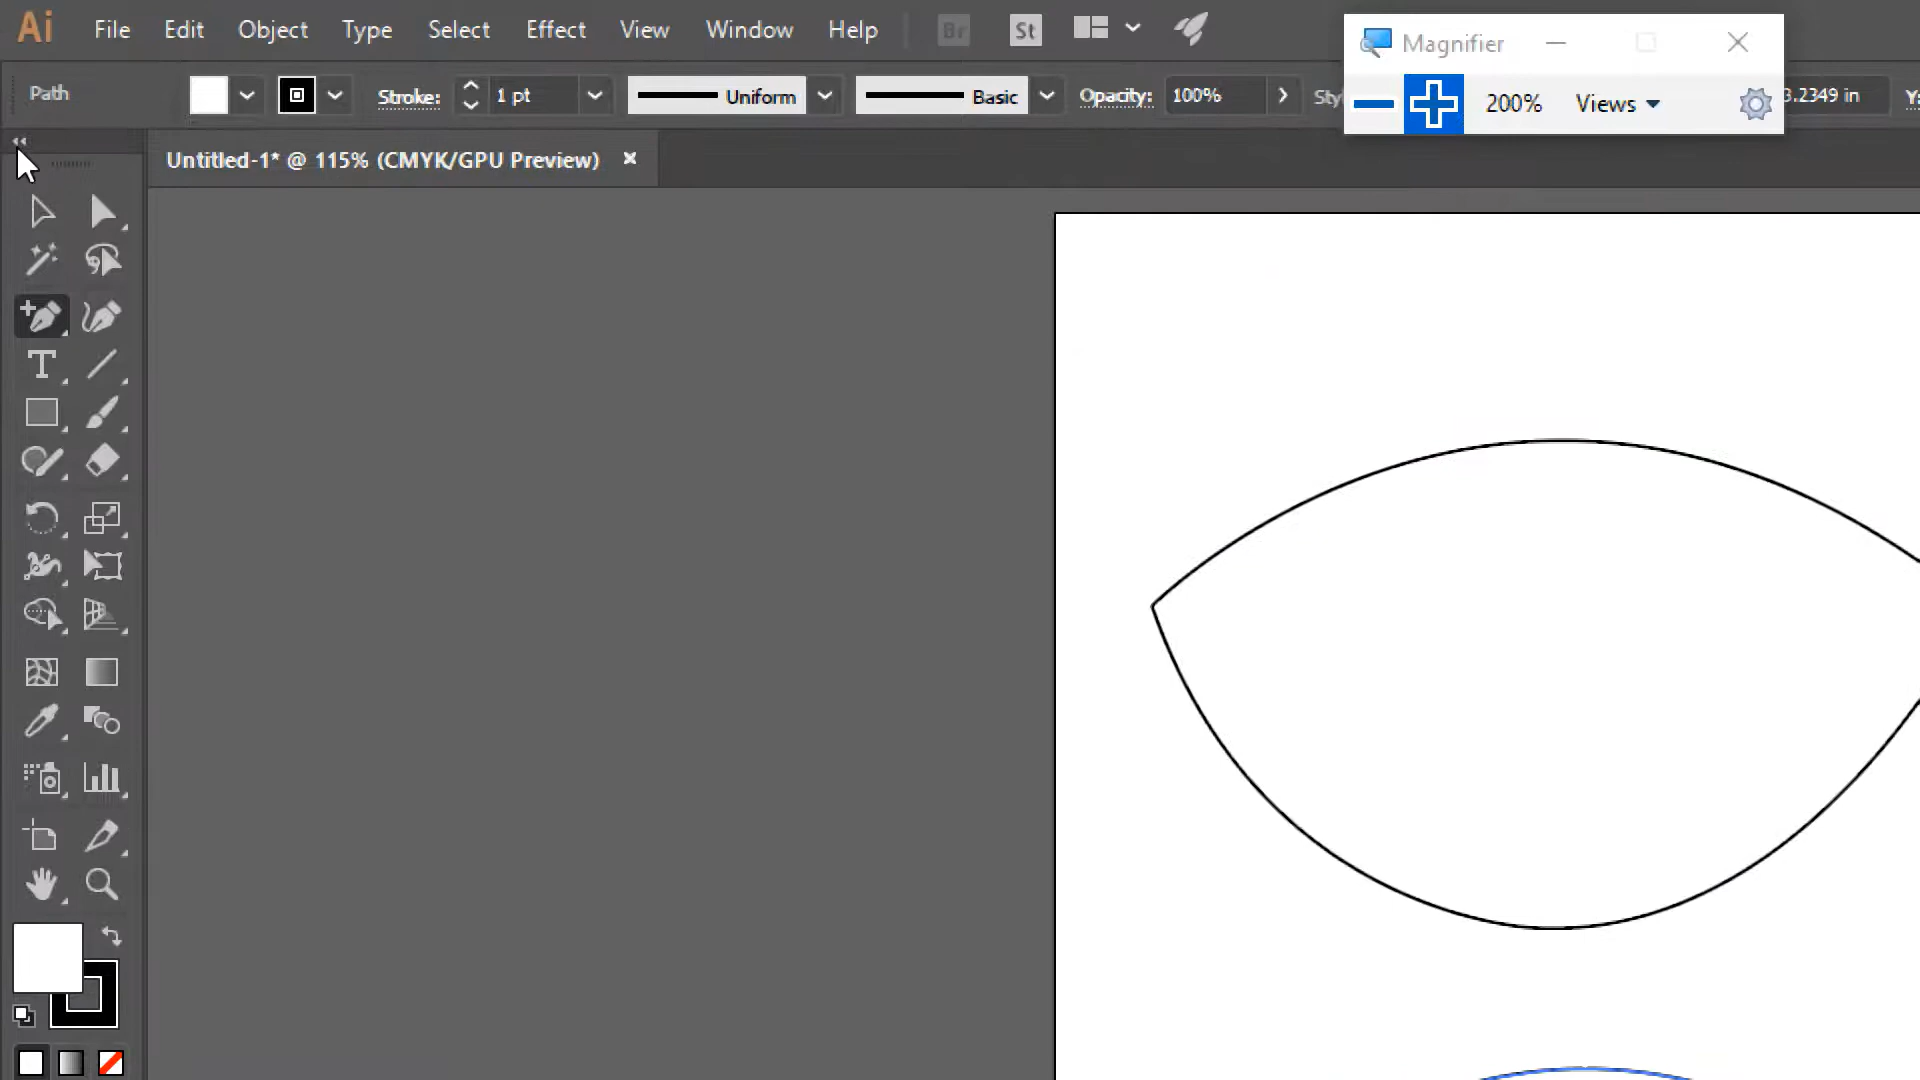 Ai File Edit Object Type Select Effect View Window Help Br St
Magnifier
Path Stroke: 1 pt Uniform Basic Opacity: 100% Sty
200% Views 3.2349 in Y:
Untitled-1* @ 115% (CMYK/GPU Preview)
T